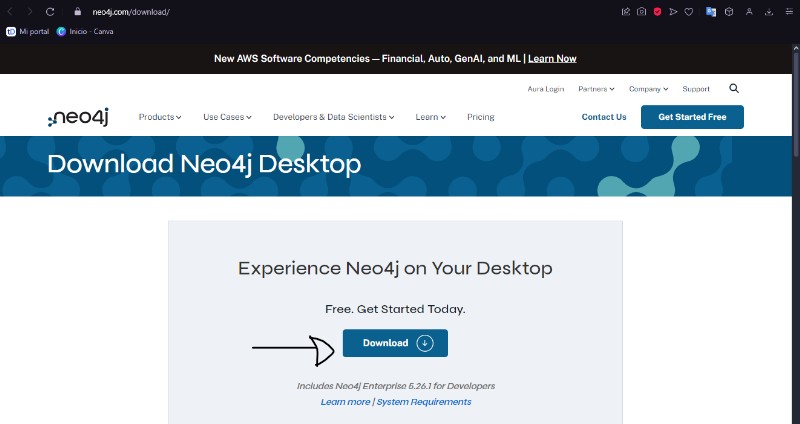 neo4j.com/download/
Mi portal Inicio - Canva
New AWS Software Competencies — Financial, Auto, GenAI, and ML | Learn Now
Aura Login Partners Company Support
neo4j Products Use Cases Developers & Data Scientists Learn Pricing Contact Us Get Started Free
Download Neo4j Desktop
Experience Neo4j on Your Desktop
Free. Get Started Today.
Download
Includes Neo4j Enterprise 5.26.1 for Developers
Learn more | System Requirements